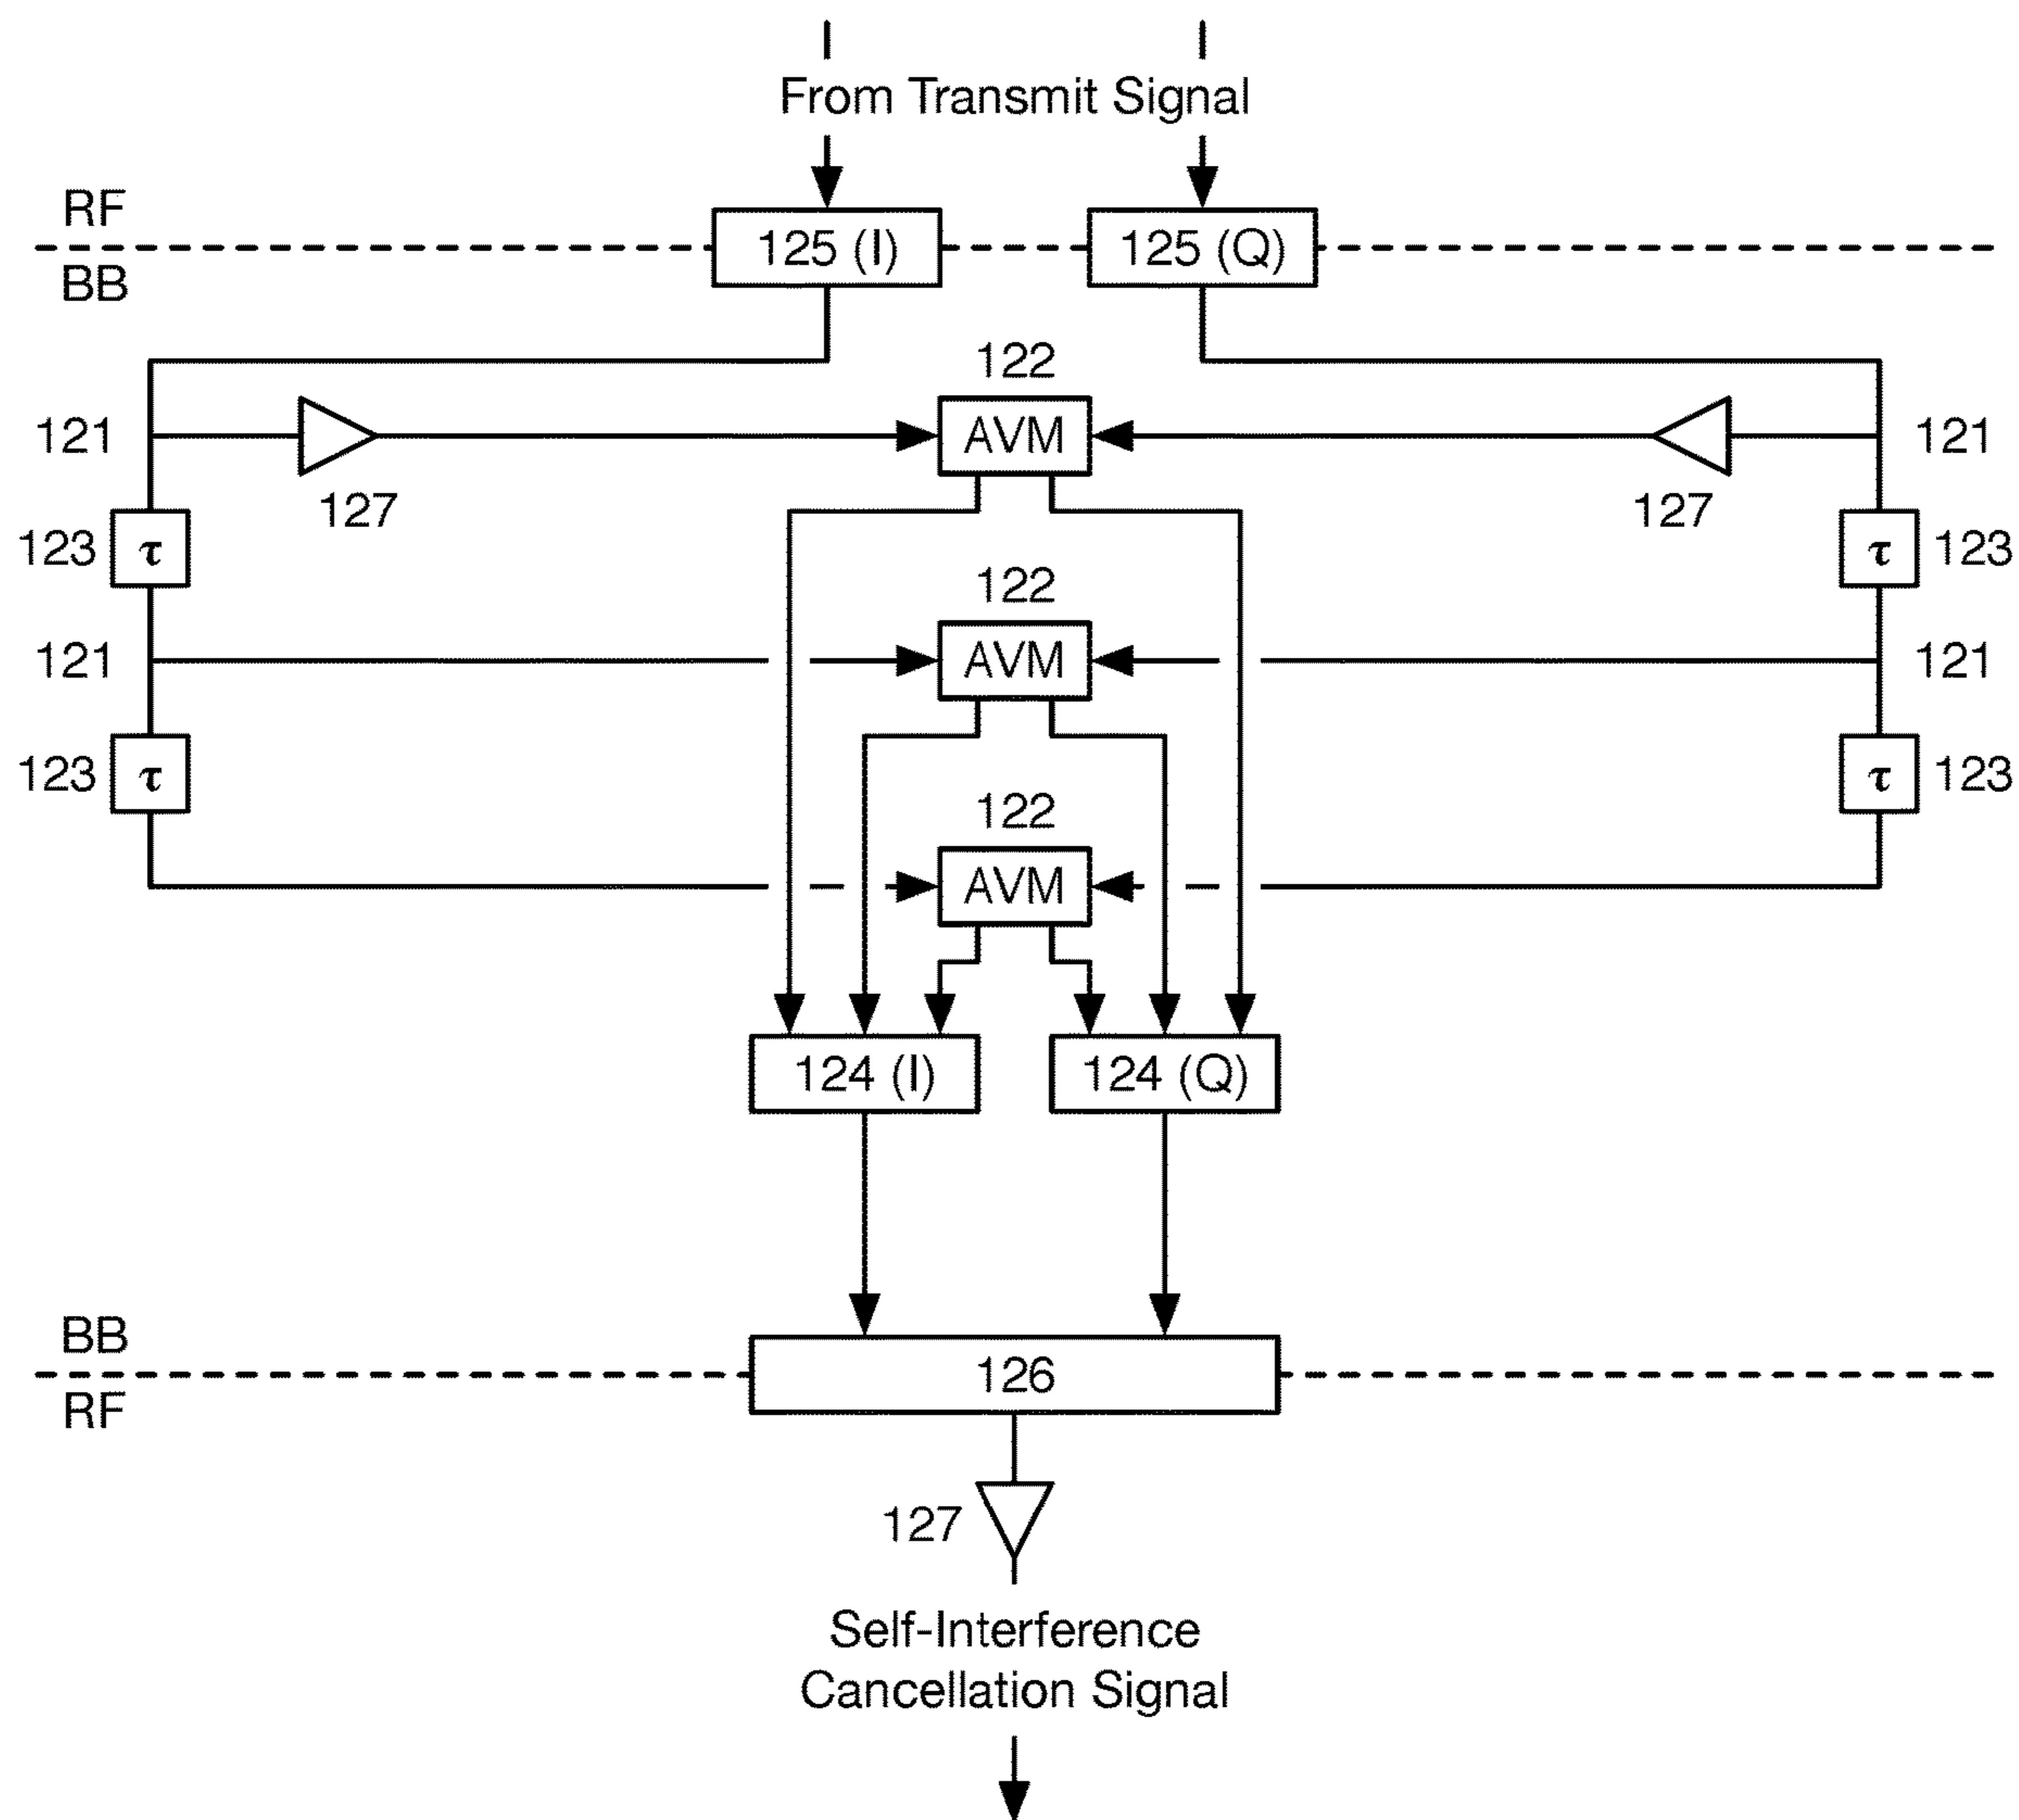 From Transmit Signal
RF
125 (I) 125 (Q)
BB
122
121 AVM 121
127 127
123 τ τ 123
122
121 AVM 121
123 τ τ 123
122
AVM
124 (I) 124 (Q)
BB
126
RF
127
Self-Interference
Cancellation Signal